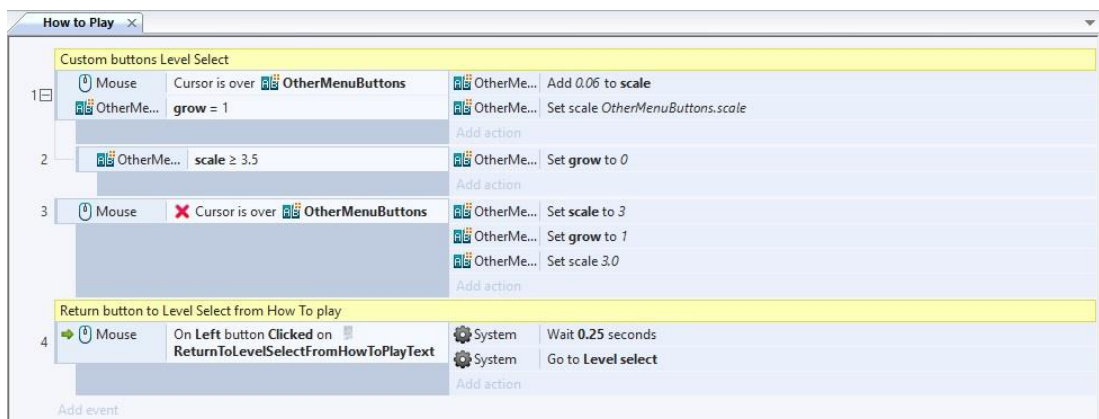 How to Play ×
Custom buttons Level Select
1 Mouse Cursor is over OtherMenuButtons OtherMe... Add 0.06 to scale
OtherMe... grow = 1 OtherMe... Set scale OtherMenuButtons.scale
Add action
2 OtherMe... scale ≥ 3.5 OtherMe... Set grow to 0
Add action
3 Mouse Cursor is over OtherMenuButtons OtherMe... Set scale to 3
OtherMe... Set grow to 1
OtherMe... Set scale 3.0
Add action
Return button to Level Select from How To play
4 Mouse On Left button Clicked on System Wait 0.25 seconds
ReturnToLevelSelectFromHowToPlayText System Go to Level select
Add action
Add event